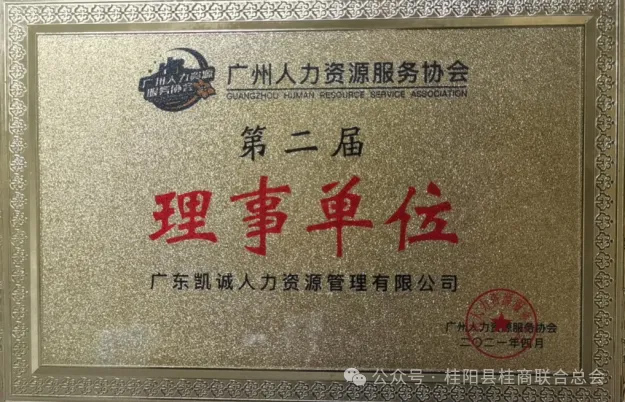 广州人力资源
服务协会
广州人力资源服务协会
GUANGZHOU HUMAN RESOURCE SERVICE ASSOCIATION
第二届
理事单位
广东凯诚人力资源管理有限公司
广州人力资源服务协会
二〇二一年四月
公众号·桂阳县桂商联合总会